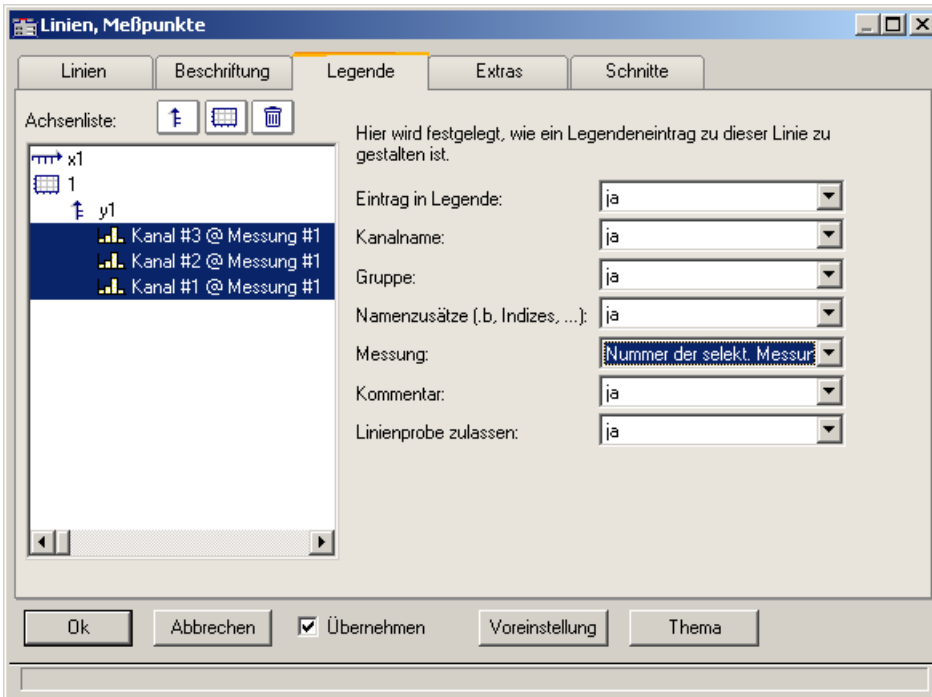 Linien, Meßpunkte
Linien
Beschriftung
Legende
Extras
Schnitte
Achsenliste:
x1
1
y1
Kanal #3 @ Messung #1
Kanal #2 @ Messung #1
Kanal #1 @ Messung #1
Hier wird festgelegt, wie ein Legendeneintrag zu dieser Linie zu
gestalten ist.
Eintrag in Legende: ja
Kanalname: ja
Gruppe: ja
Namenzusätze (.b, Indizes, ...): ja
Messung: Nummer der selekt. Messur
Kommentar: ja
Linienprobe zulassen: ja
Ok
Abbrechen
Übernehmen
Voreinstellung
Thema